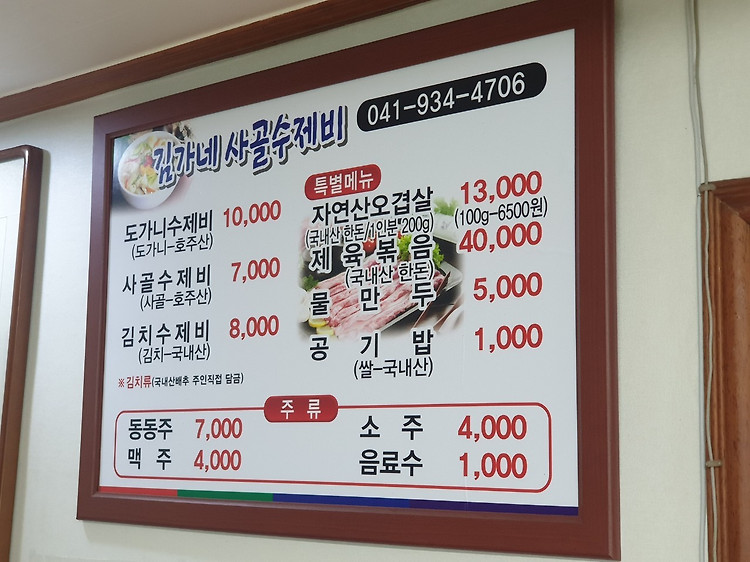 김가네 사골수제비 041-934-4706
도가니수제비 10,000
(도가니-호주산)
사골수제비 7,000
(사골-호주산)
김치수제비 8,000
(김치-국내산)
※ 김치류(국내산배추 주인직접 담금)
특별메뉴
자연산오겹살 13,000
(국내산 한돈/1인분 200g) (100g-6500원)
제육볶음 40,000
(국내산 한돈)
물만두 5,000
공기밥 1,000
(쌀-국내산)
주류
동동주 7,000 소주 4,000
맥주 4,000 음료수 1,000